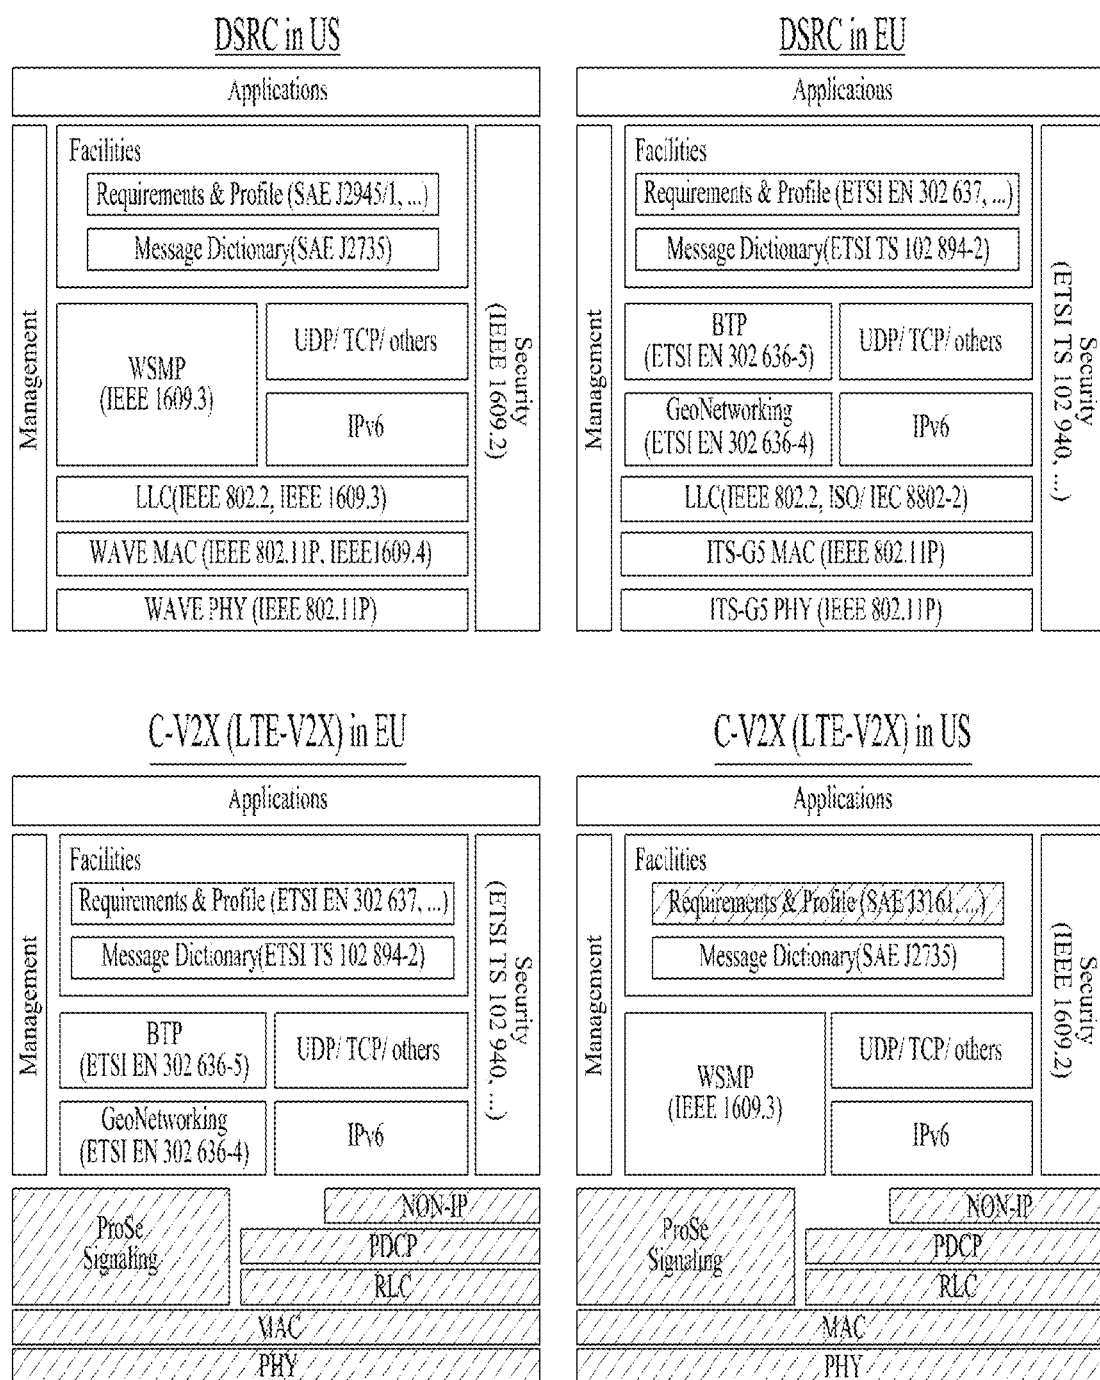 DSRC in US
Applications
Management
Facilities
Requirements & Profile (SAE J2945/1, ...)
Message Dictionary(SAE J2735)
WSMP
(IEEE 1609.3)
UDP/ TCP/ others
IPv6
LLC(IEEE 802.2, IEEE 1609.3)
WAVE MAC (IEEE 802.11P, IEEE1609.4)
WAVE PHY (IEEE 802.11P)
Security
(IEEE 1609.2)
DSRC in EU
Applications
Management
Facilities
Requirements & Profile (ETSI EN 302 637, ...)
Message Dictionary(ETSI TS 102 894-2)
BTP
(ETSI EN 302 636-5)
UDP/ TCP/ others
GeoNetworking
(ETSI EN 302 636-4)
IPv6
LLC(IEEE 802.2, ISO/ IEC 8802-2)
ITS-G5 MAC (IEEE 802.11P)
ITS-G5 PHY (IEEE 802.11P)
Security
(ETSI TS 102 940, ...)
C-V2X (LTE-V2X) in EU
Applications
Management
Facilities
Requirements & Profile (ETSI EN 302 637, ...)
Message Dictionary(ETSI TS 102 894-2)
BTP
(ETSI EN 302 636-5)
UDP/ TCP/ others
GeoNetworking
(ETSI EN 302 636-4)
IPv6
Security
(ETSI TS 102 940, ...)
ProSe
Signaling
NON-IP
PDCP
RLC
MAC
PHY
C-V2X (LTE-V2X) in US
Applications
Management
Facilities
Requirements & Profile (SAE J3161, ...)
Message Dictionary(SAE J2735)
WSMP
(IEEE 1609.3)
UDP/ TCP/ others
IPv6
Security
(IEEE 1609.2)
ProSe
Signaling
NON-IP
PDCP
RLC
MAC
PHY